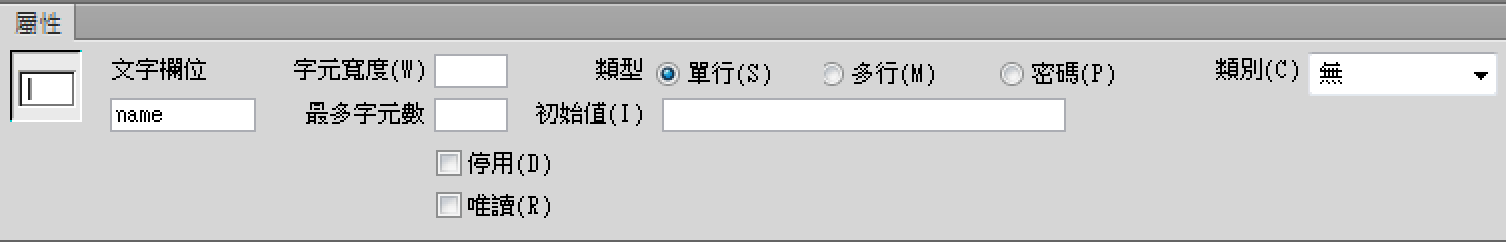 屬性
文字欄位 字元寬度(W) 類型 單行(S) 多行(M) 密碼(P) 類別(C) 無
name 最多字元數 初始值(I)
停用(D)
唯讀(R)